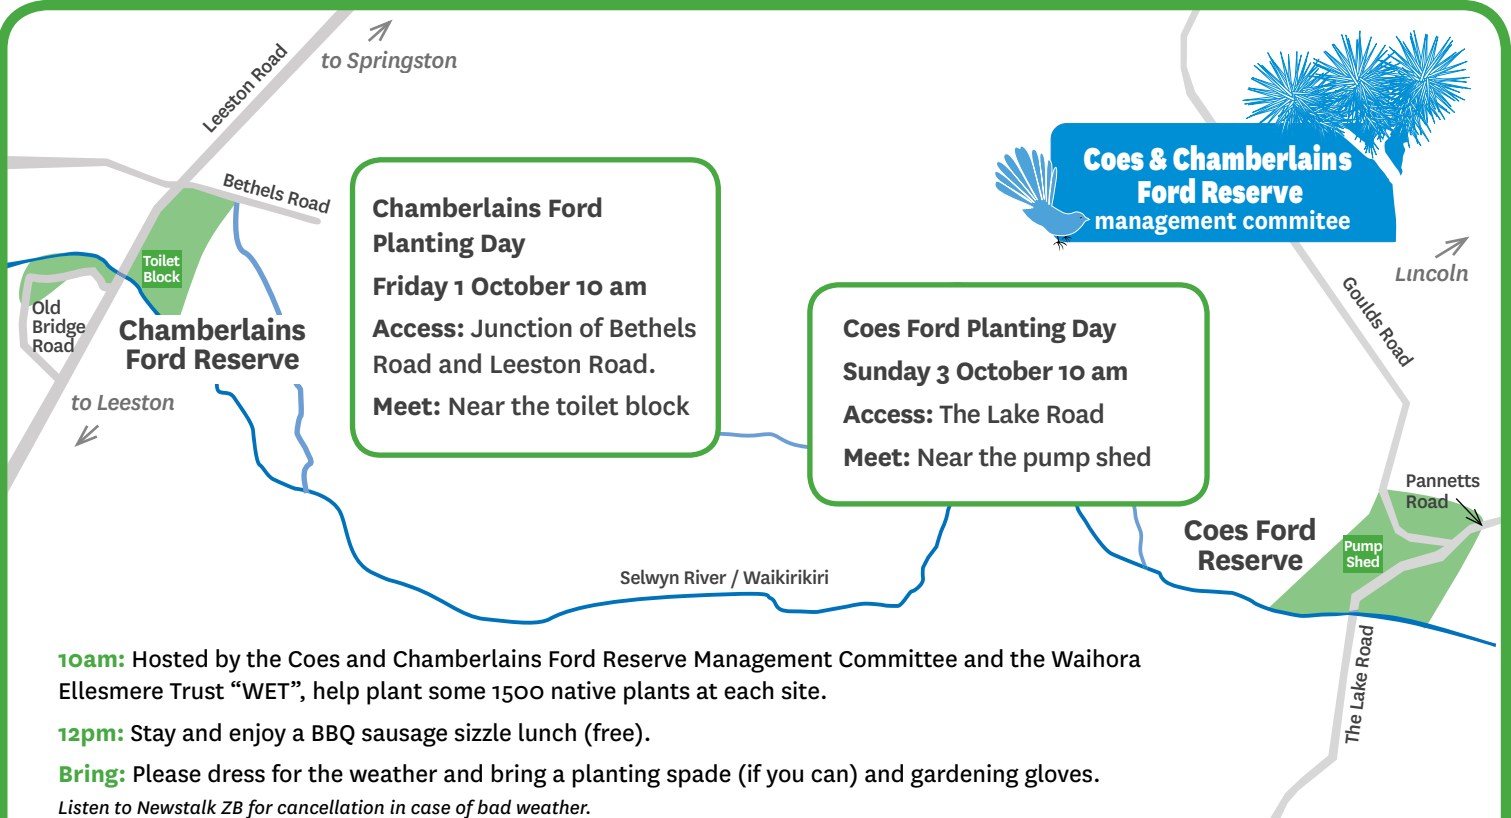 to Springston
Leeston Road
Bethels Road
Toilet
Block
Old
Bridge
Road
Chamberlains
Ford Reserve
to Leeston
Chamberlains Ford
Planting Day
Friday 1 October 10 am
Access: Junction of Bethels
Road and Leeston Road.
Meet: Near the toilet block
Coes & Chamberlains
Ford Reserve
management commitee
Lincoln
Goulds Road
Coes Ford Planting Day
Sunday 3 October 10 am
Access: The Lake Road
Meet: Near the pump shed
Pannetts
Road
Coes Ford
Reserve
Pump
Shed
Selwyn River / Waikirikiri
The Lake Road
10am: Hosted by the Coes and Chamberlains Ford Reserve Management Committee and the Waihora
Ellesmere Trust “WET”, help plant some 1500 native plants at each site.
12pm: Stay and enjoy a BBQ sausage sizzle lunch (free).
Bring: Please dress for the weather and bring a planting spade (if you can) and gardening gloves.
Listen to Newstalk ZB for cancellation in case of bad weather.